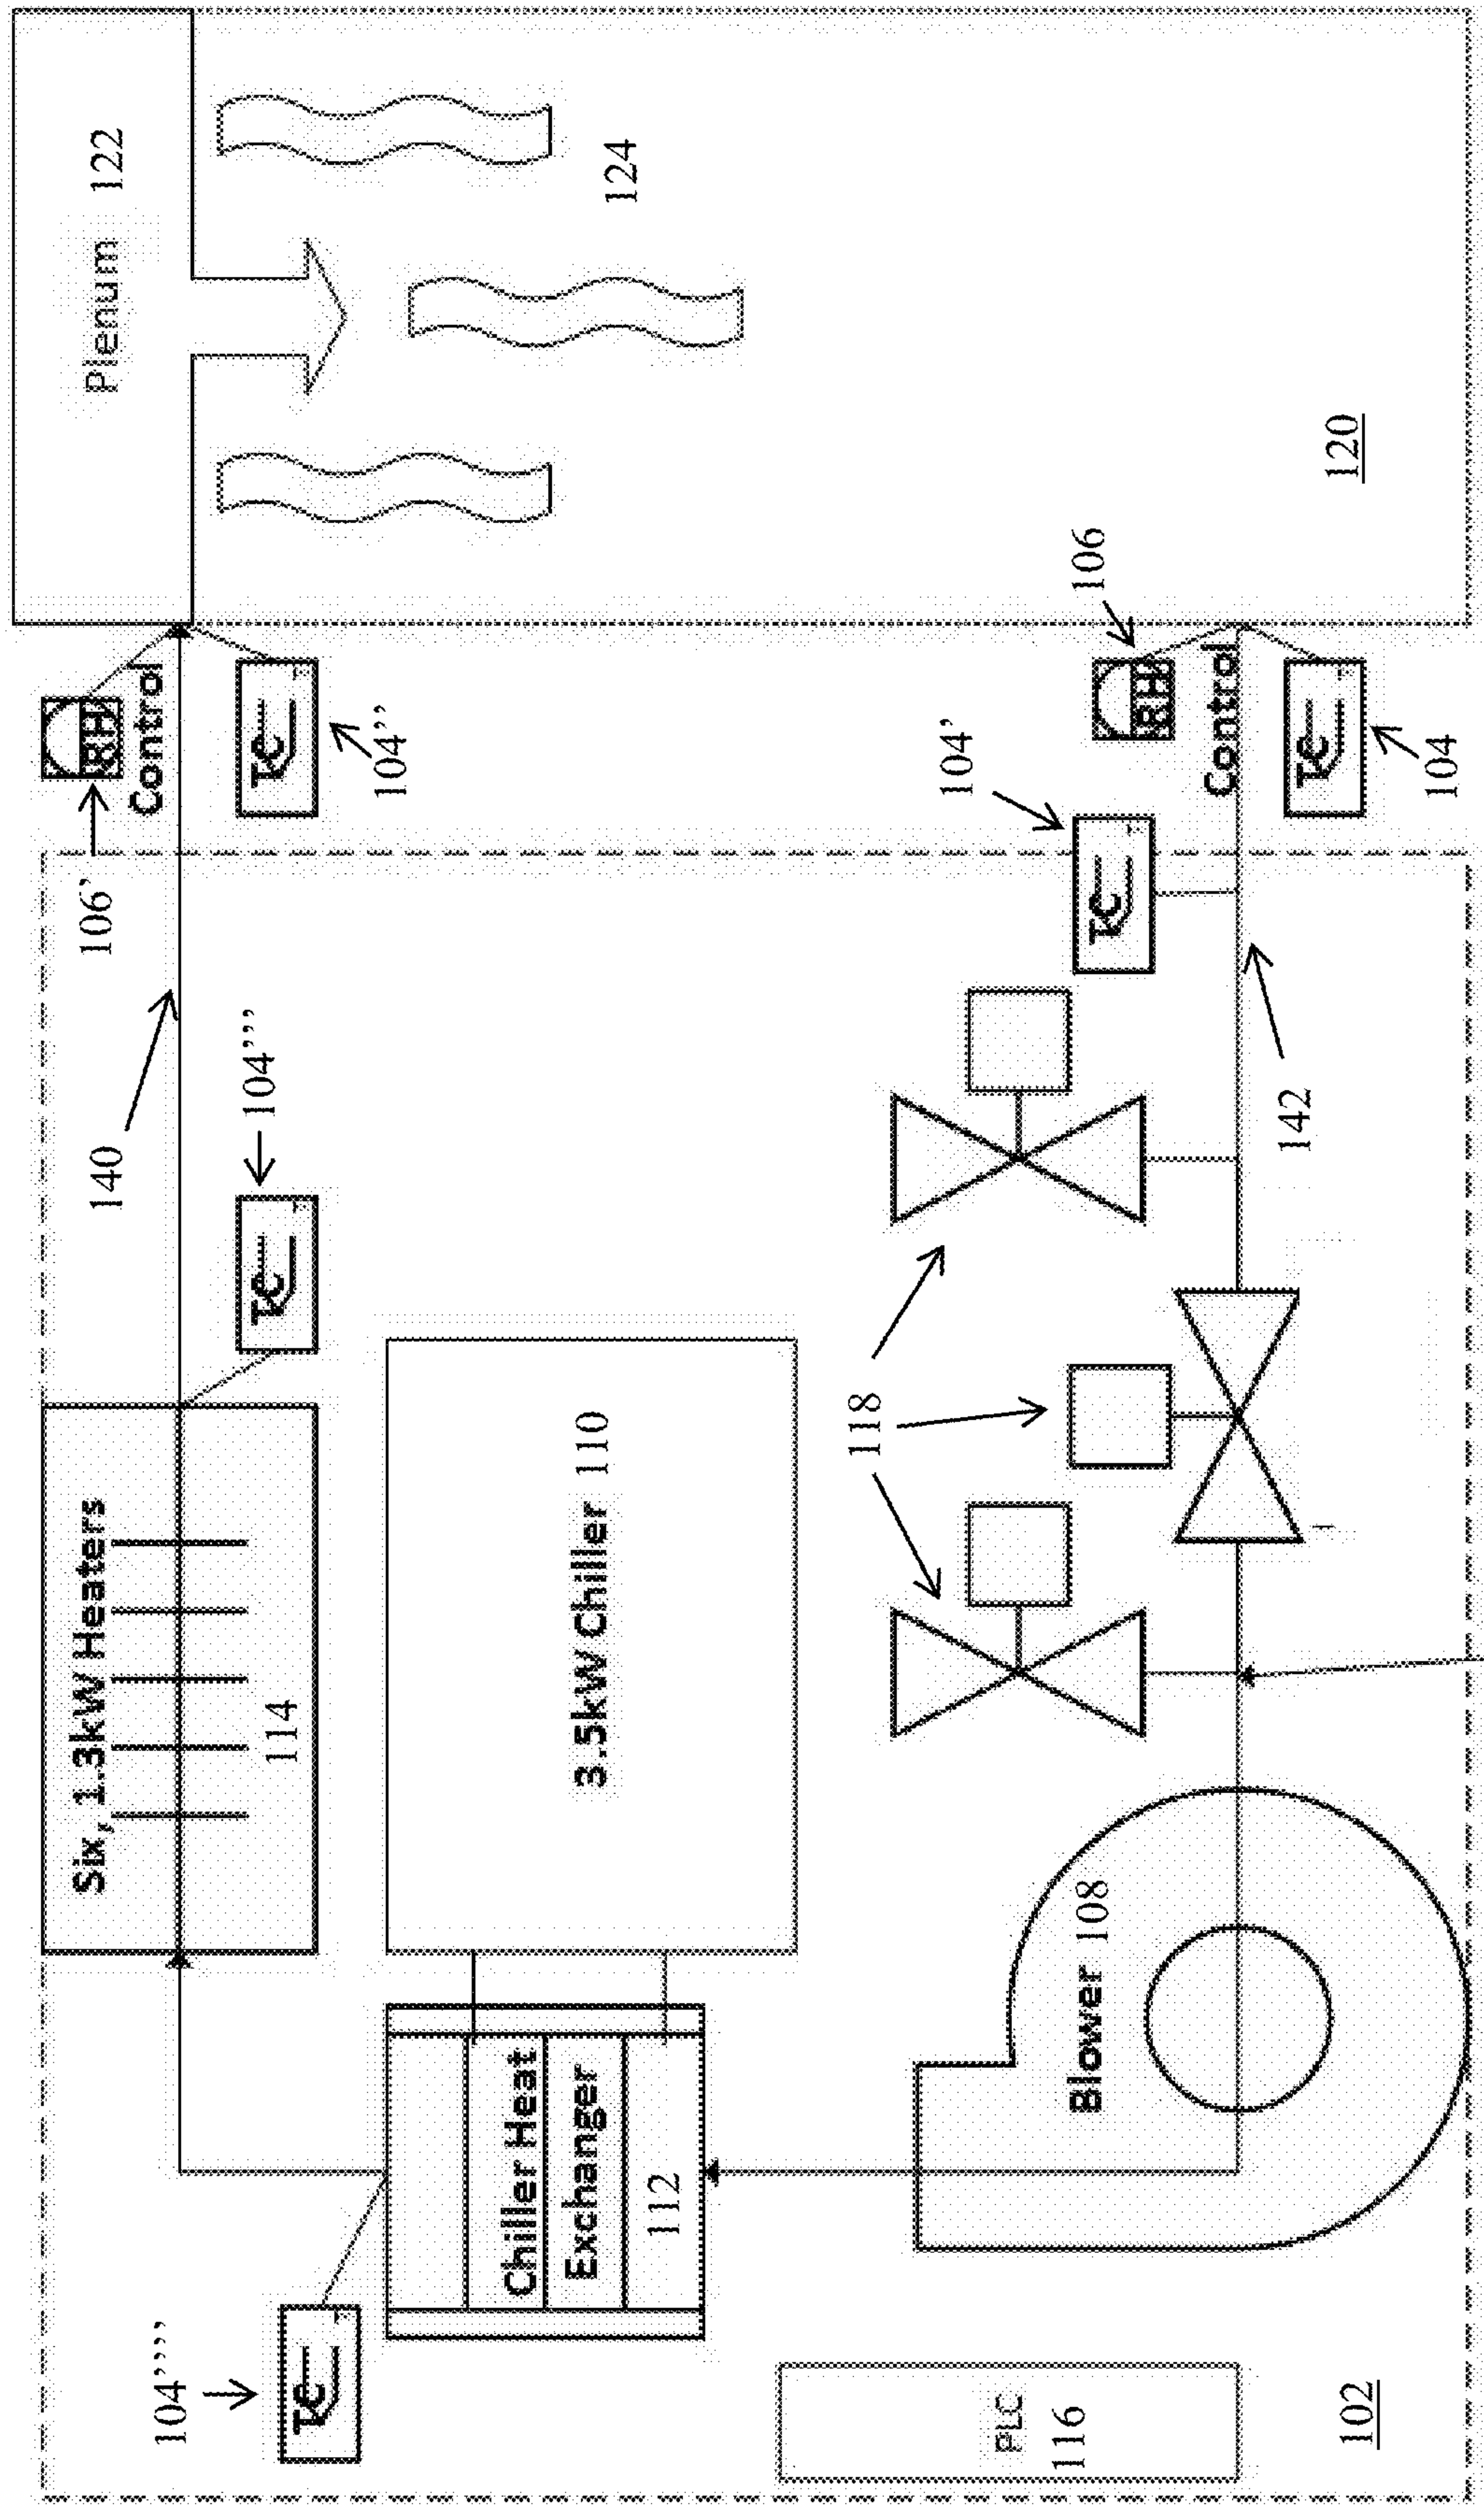 104’’’’
TC
Six, 1.3kW Heaters
114
140
104’’’
TC
106’
RH
Control
TC
104’’
Plenum 122
124
Chiller Heat
Exchanger
112
3.5kW Chiller 110
118
PLC
116
Blower 108
104’
TC
142
106
RH
Control
TC
104
102
120